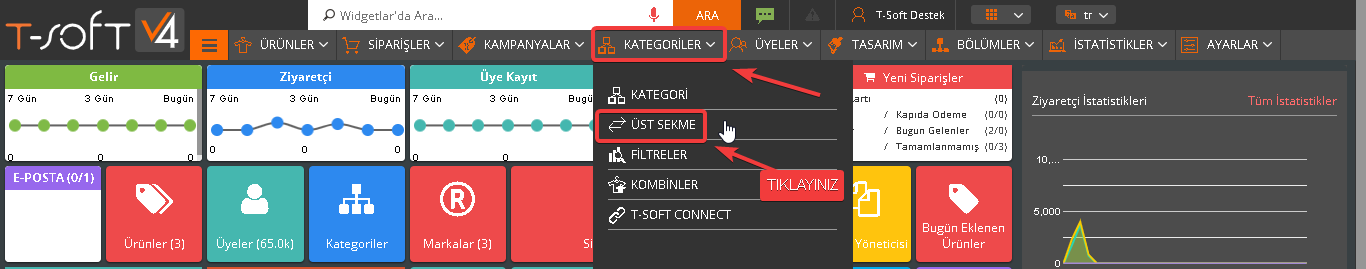 T-SOFT V4
Widgetlar'da Ara...
ARA
T-Soft Destek
tr
ÜRÜNLER
SİPARİŞLER
KAMPANYALAR
KATEGORİLER
ÜYELER
TASARIM
BÖLÜMLER
İSTATİSTİKLER
AYARLAR
Gelir
7 Gün 3 Gün Bugün
0 0 0
Ziyaretçi
7 Gün 3 Gün Bugün
0 0 0
Üye Kayıt
7 Gün 3 Gün
0 0
KATEGORİ
ÜST SEKME
FİLTRELER
KOMBİNLER
T-SOFT CONNECT
TIKLAYINIZ
Yeni Siparişler
(0)
/ Kapıda Ödeme (0/0)
/ Bugün Gelenler (2/0)
/ Tamamlanmamış (0/3)
Ziyaretçi İstatistikleri
Tüm İstatistikler
10,...
5,000
0
E-POSTA (0/1)
Ürünler (3)
Üyeler (65.0k)
Kategoriler
Markalar (3)
Yöneticisi
Bugün Eklenen
Ürünler